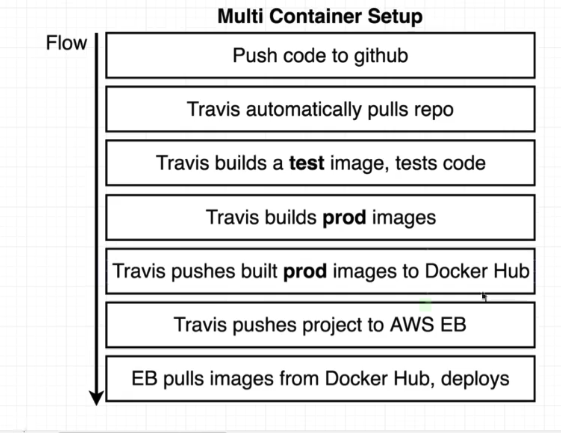 Multi Container Setup
Flow
Push code to github
Travis automatically pulls repo
Travis builds a test image, tests code
Travis builds prod images
Travis pushes built prod images to Docker Hub
Travis pushes project to AWS EB
EB pulls images from Docker Hub, deploys